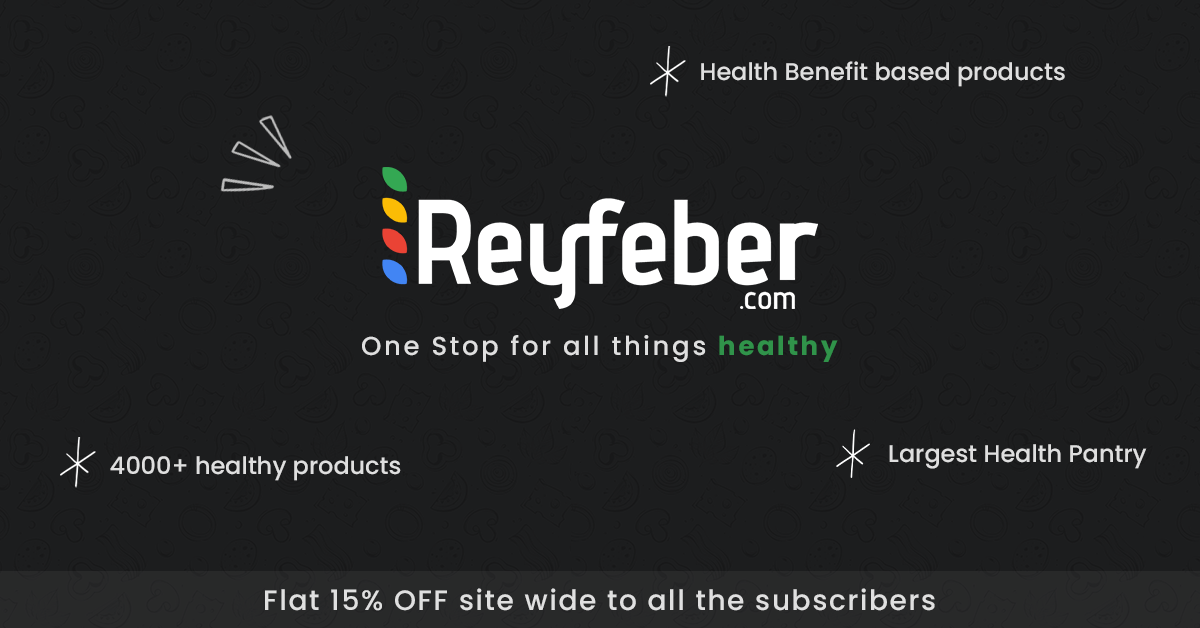 Health Benefit based products
Reyfeber
.com
One Stop for all things healthy
4000+ healthy products
Largest Health Pantry
Flat 15% OFF site wide to all the subscribers